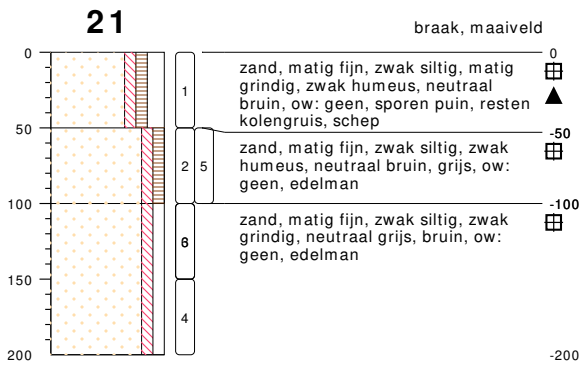 21
braak, maaiveld
0
0
zand, matig fijn, zwak siltig, matig
grindig, zwak humeus, neutraal
bruin, ow: geen, sporen puin, resten
kolengruis, schep
1
50
-50
zand, matig fijn, zwak siltig, zwak
humeus, neutraal bruin, grijs, ow:
geen, edelman
2
5
100
-100
zand, matig fijn, zwak siltig, zwak
grindig, neutraal grijs, bruin, ow:
geen, edelman
150
4
200
-200